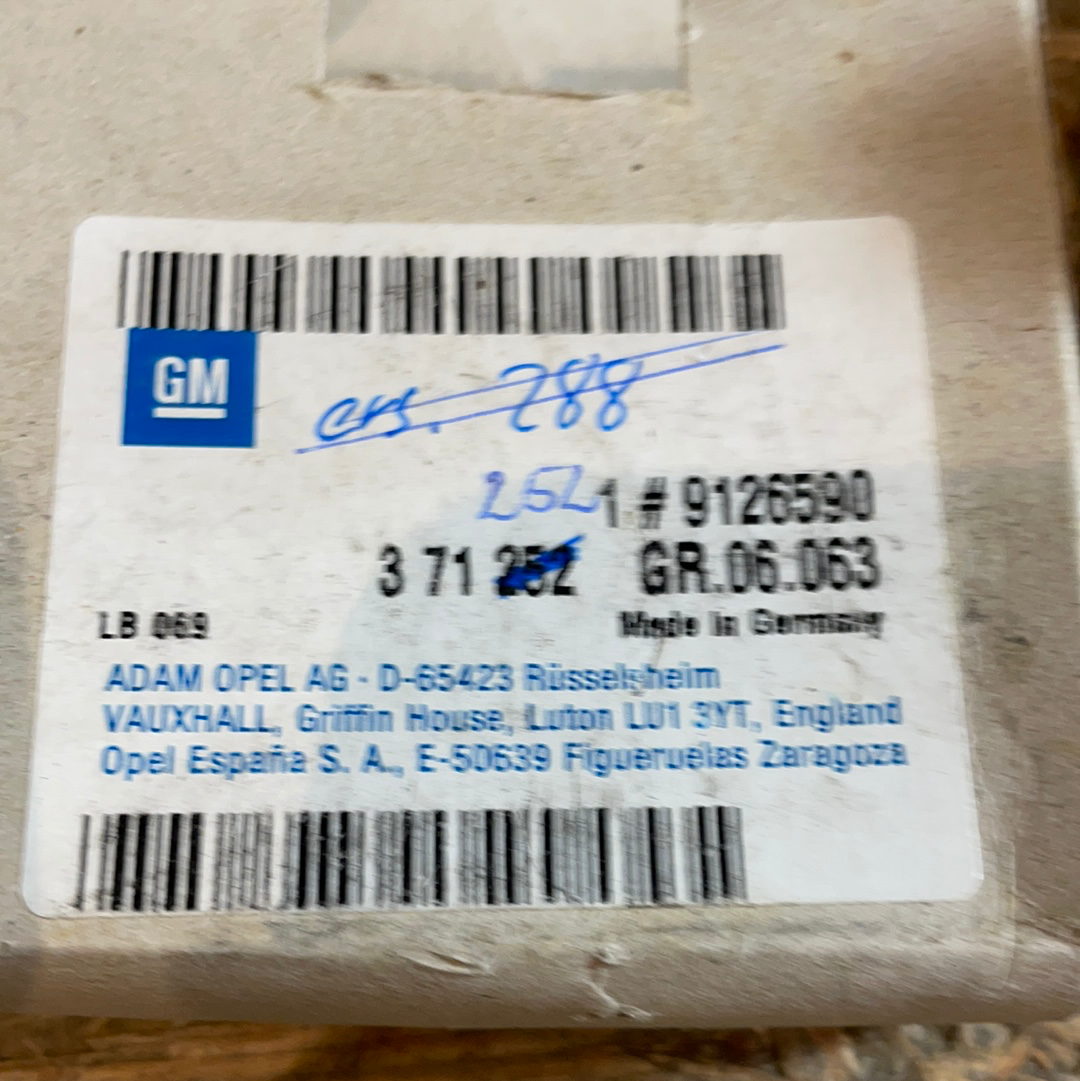 GM
ers. 288
252
1 # 9126590
3 71 252 GR.06.063
LB 069 Made in Germany
ADAM OPEL AG - D-65423 Rüsselsheim
VAUXHALL, Griffin House, Luton LU1 3YT, England
Opel España S. A., E-50639 Figueruelas Zaragoza